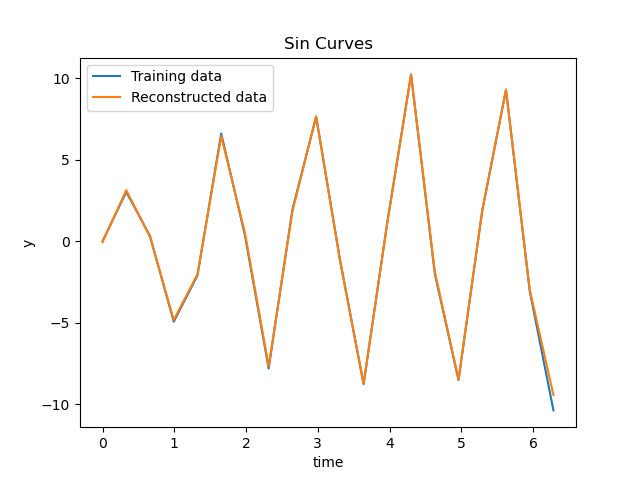 Sin Curves
Training data
Reconstructed data
10
5
0
−5
−10
y
0 1 2 3 4 5 6
time